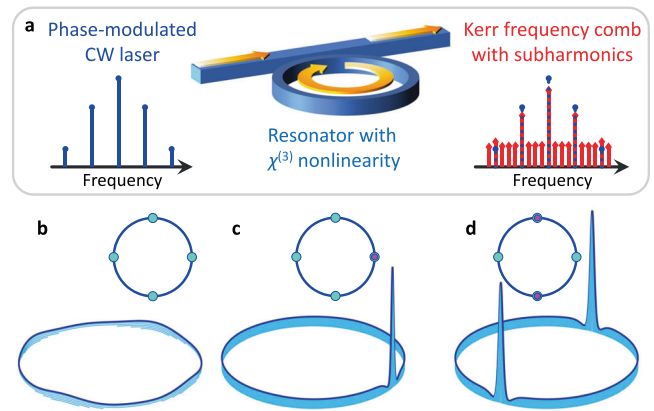 a
Phase-modulated
CW laser
Frequency
Resonator with
χ(3) nonlinearity
Kerr frequency comb
with subharmonics
Frequency
b
c
d